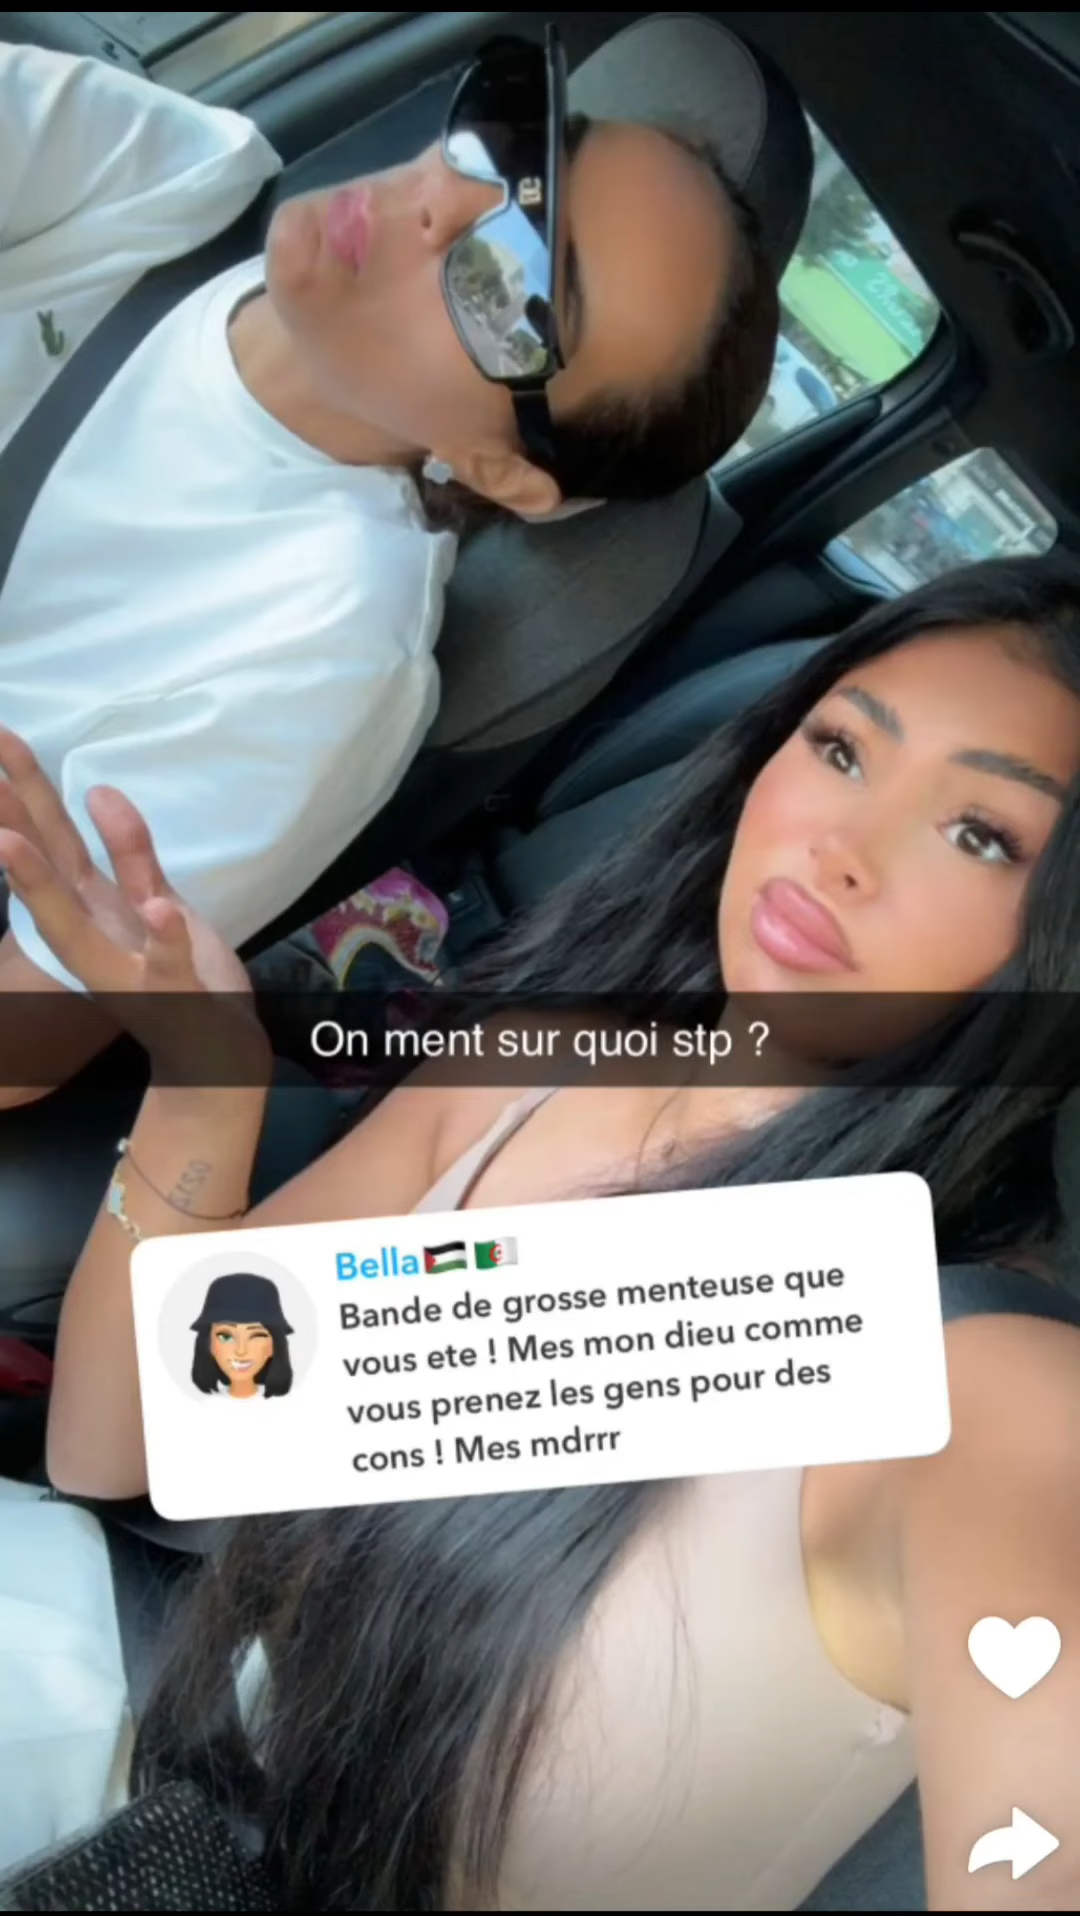 On ment sur quoi stp ?
Bella🇵🇸🇩🇿
Bande de grosse menteuse que
vous ete ! Mes mon dieu comme
vous prenez les gens pour des
cons ! Mes mdrrr